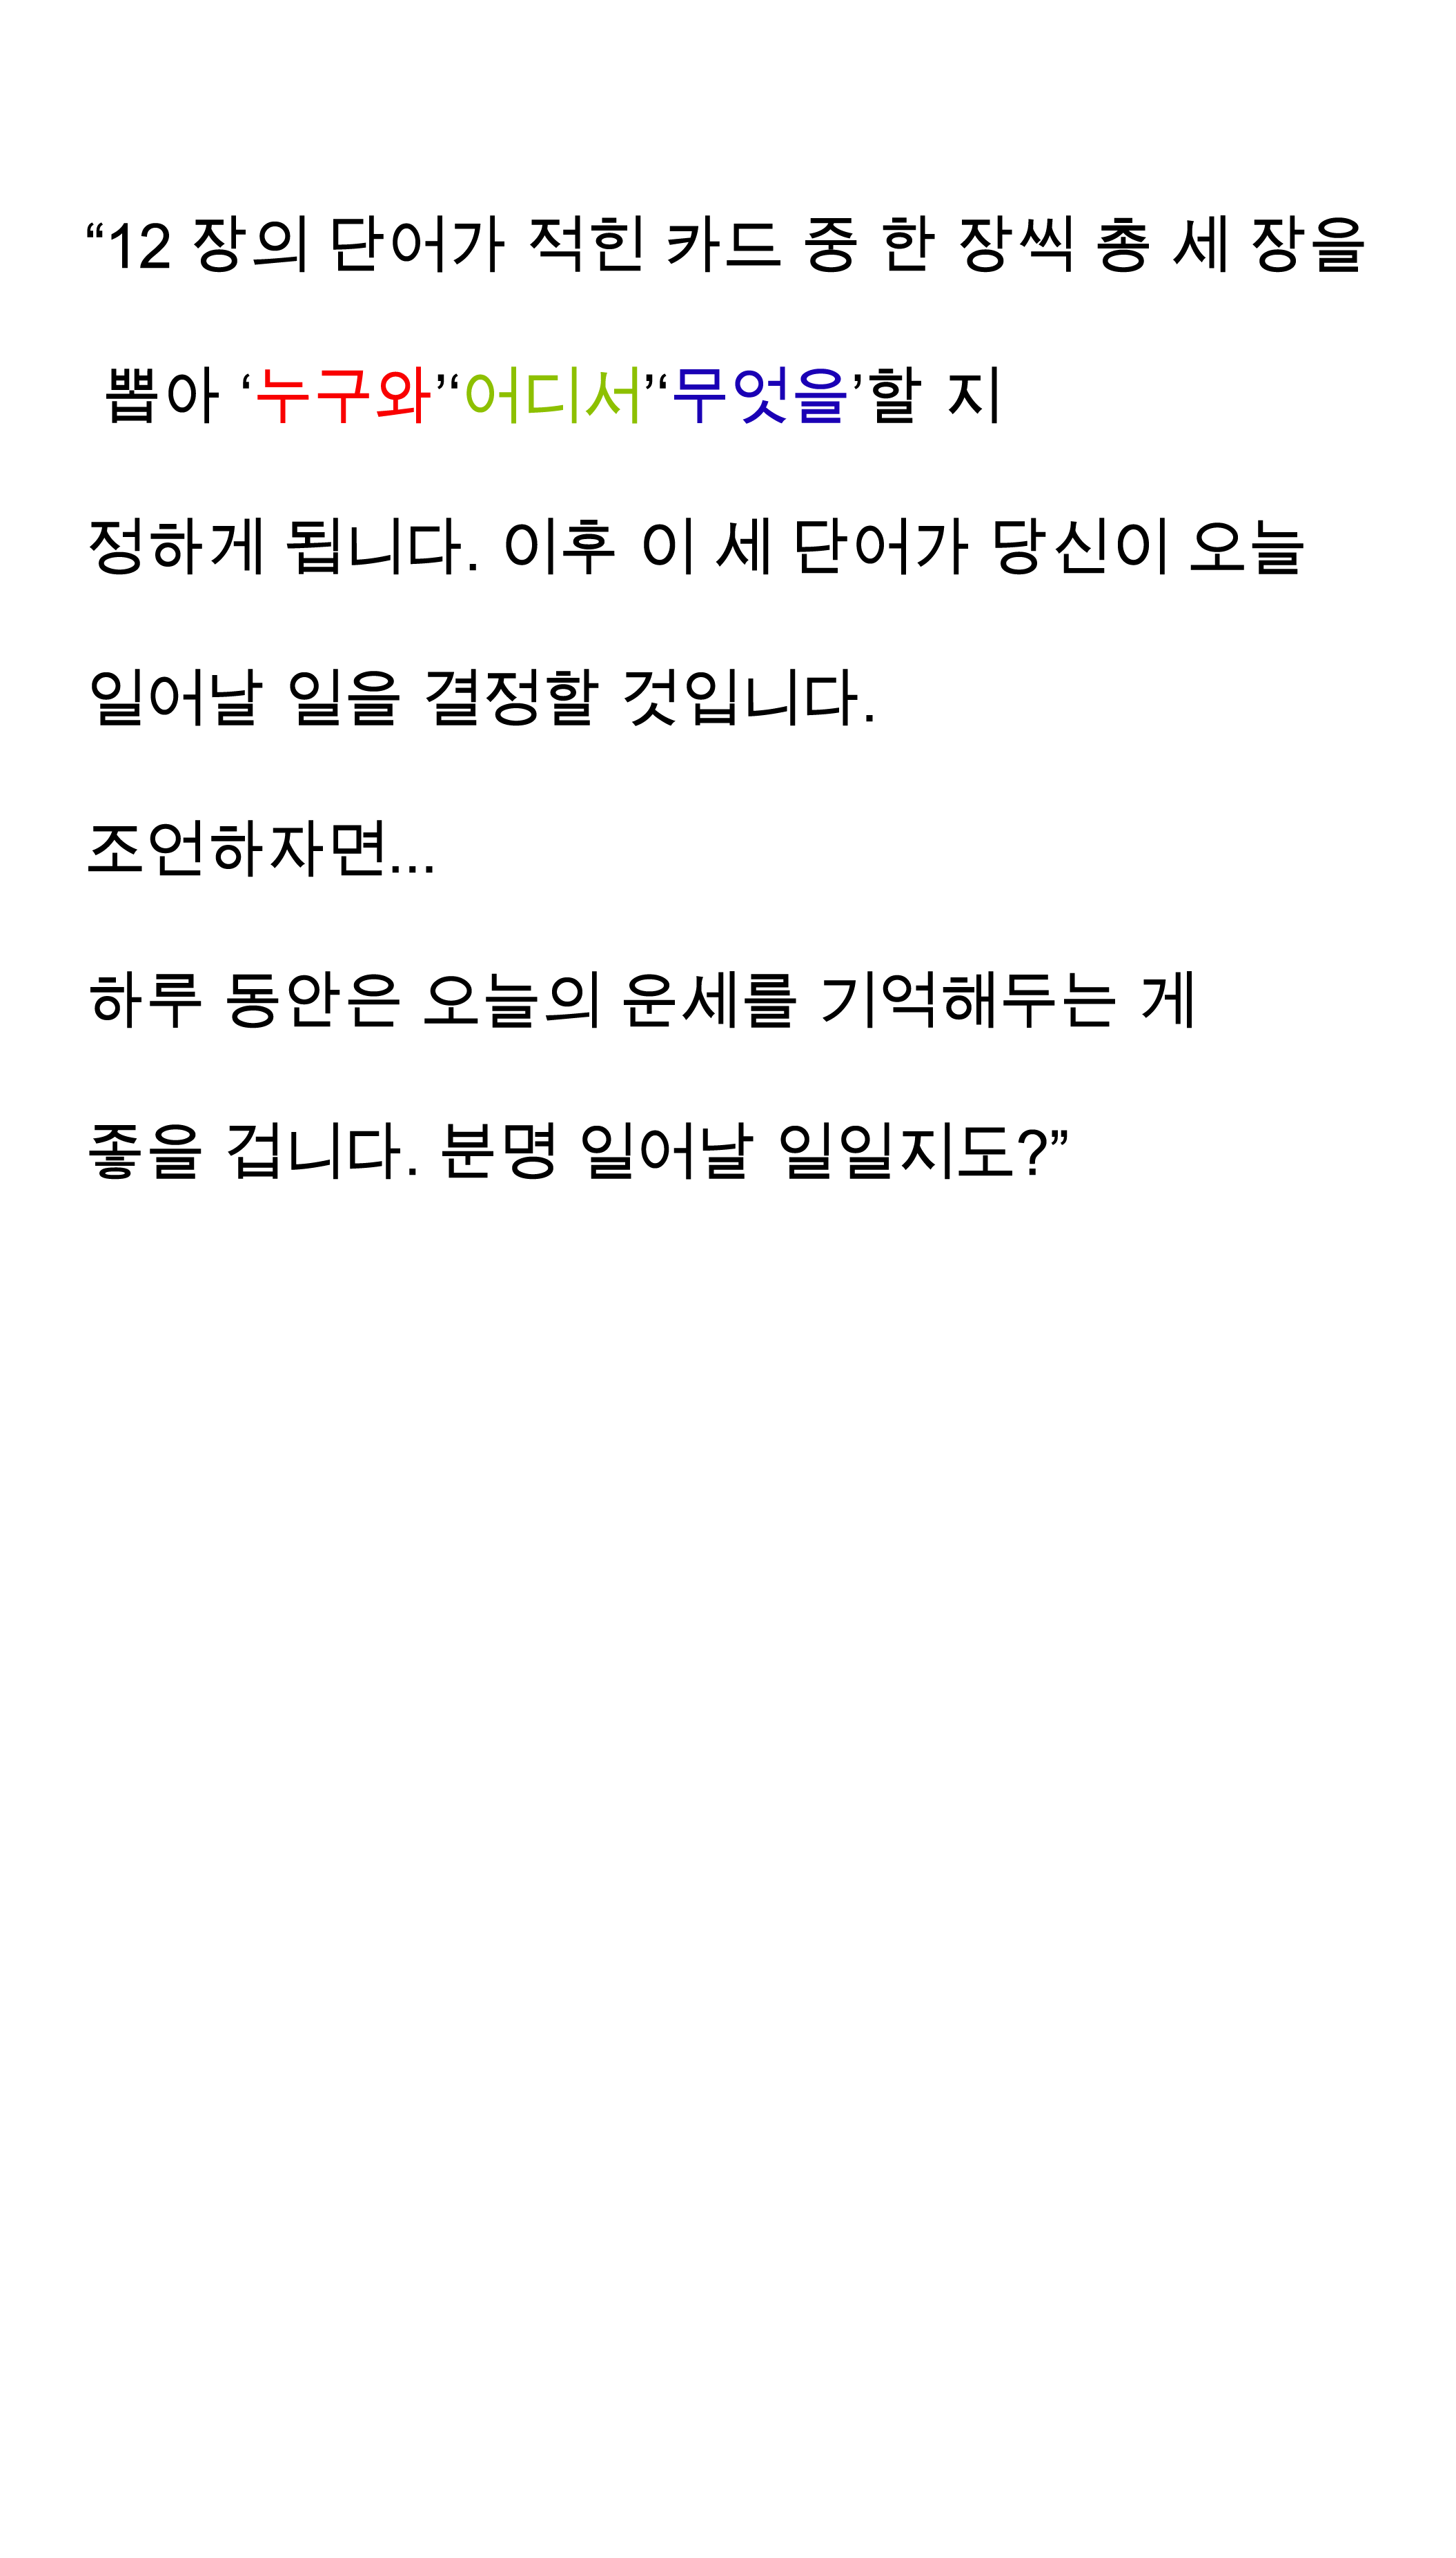 “12 장의 단어가 적힌 카드 중 한 장씩 총 세 장을
뽑아 ‘누구와’‘어디서’‘무엇을’할 지
정하게 됩니다. 이후 이 세 단어가 당신이 오늘
일어날 일을 결정할 것입니다.
조언하자면...
하루 동안은 오늘의 운세를 기억해두는 게
좋을 겁니다. 분명 일어날 일일지도?”